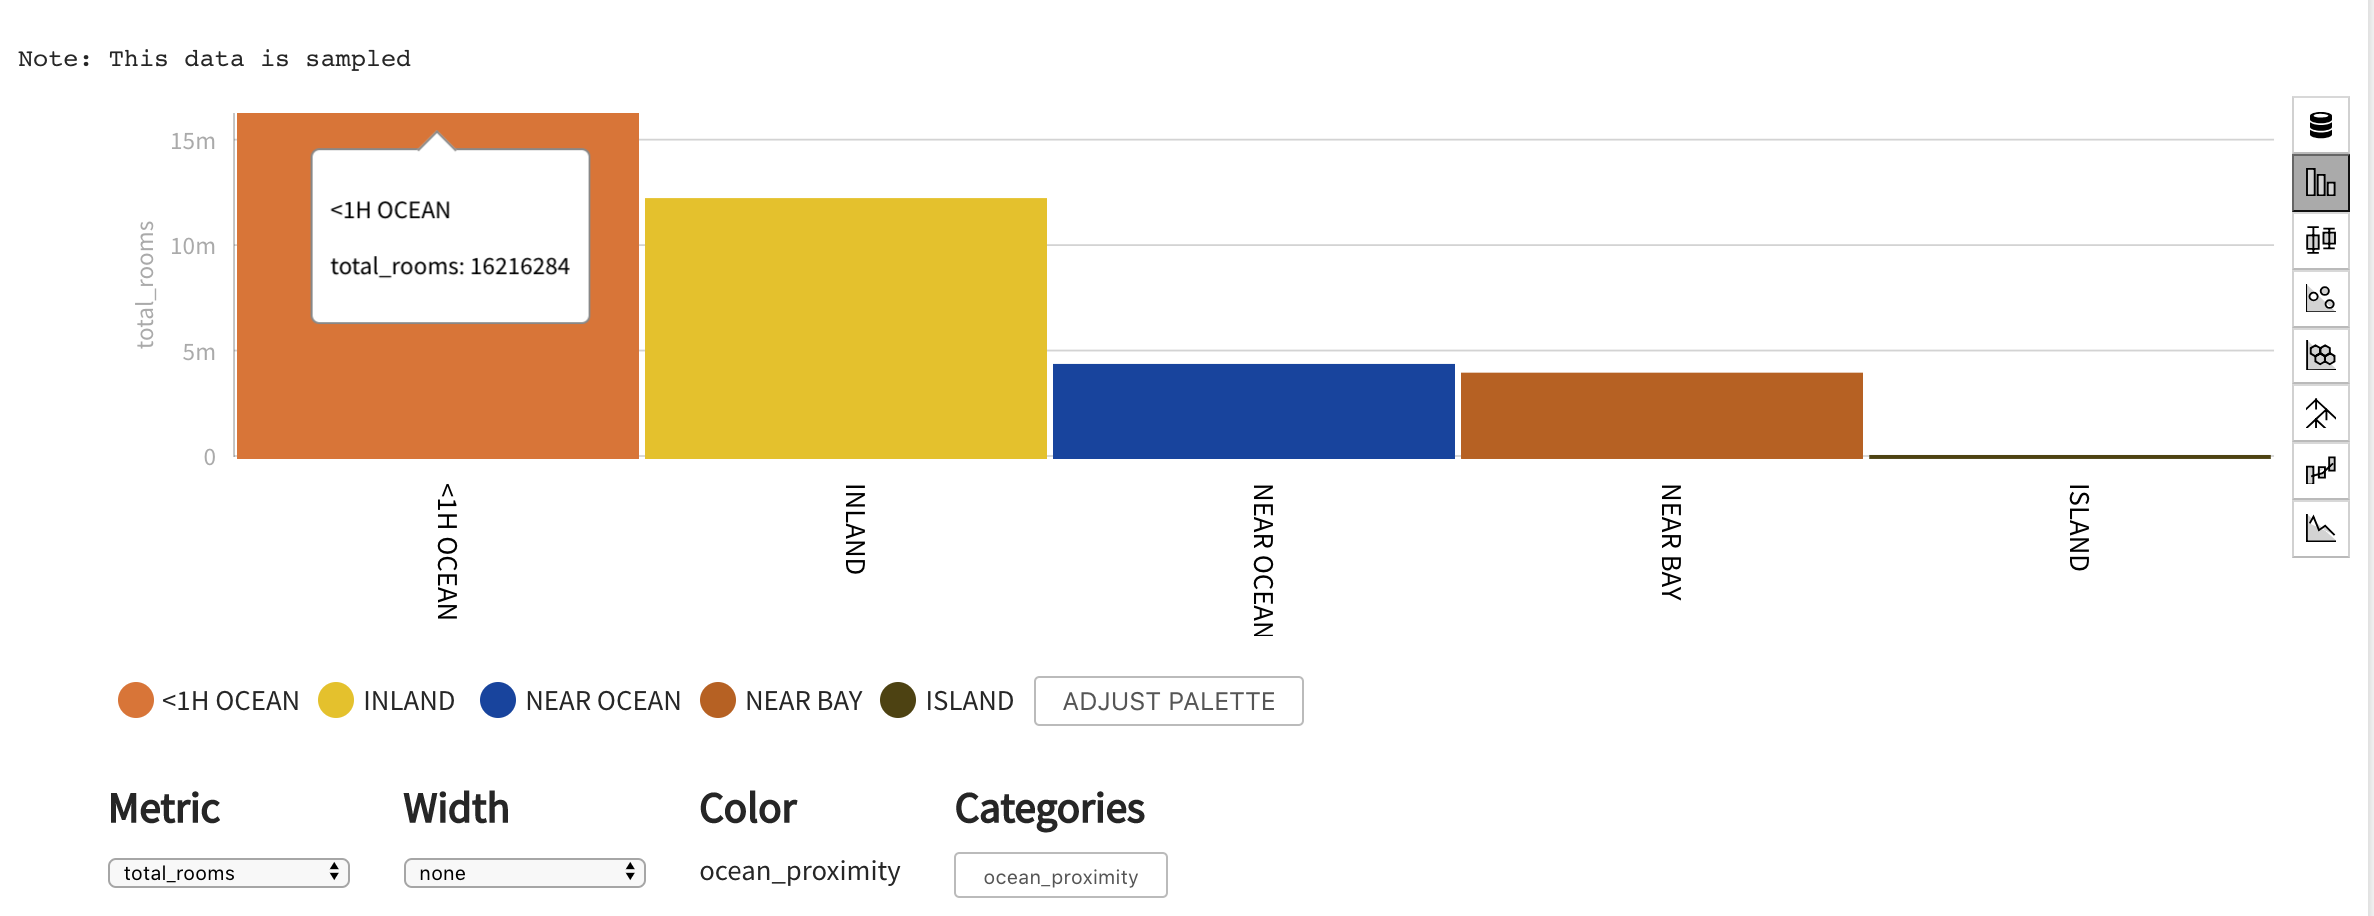 Note: This data is sampled
15m
10m
5m
0
total_rooms
<1H OCEAN
total_rooms: 16216284
<1H OCEAN
INLAND
NEAR OCEAN
NEAR BAY
ISLAND
<1H OCEAN INLAND NEAR OCEAN NEAR BAY ISLAND ADJUST PALETTE
Metric Width Color Categories
total_rooms none ocean_proximity ocean_proximity